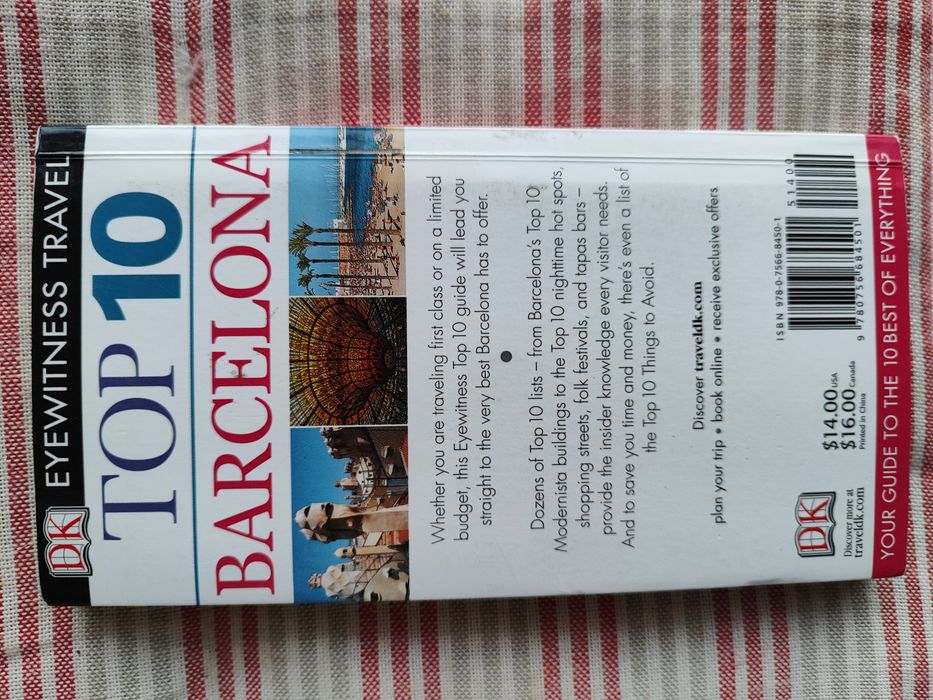 DK
EYEWITNESS TRAVEL
TOP 10
BARCELONA
Whether you are traveling first class or on a limited
budget, this Eyewitness Top 10 guide will lead you
straight to the very best Barcelona has to offer.
Dozens of Top 10 lists – from Barcelona's Top 10
Modernista buildings to the Top 10 nighttime hot spots,
shopping streets, folk festivals, and tapas bars –
provide the insider knowledge every visitor needs.
And to save you time and money, there's even a list of
the Top 10 Things to Avoid.
Discover traveldk.com
plan your trip • book online • receive exclusive offers
DK
Discover more at
traveldk.com
$14.00 USA
$16.00 Canada
Printed in China
ISBN 978-0-7566-8450-1
51400
9 780756 684501
YOUR GUIDE TO THE 10 BEST OF EVERYTHING